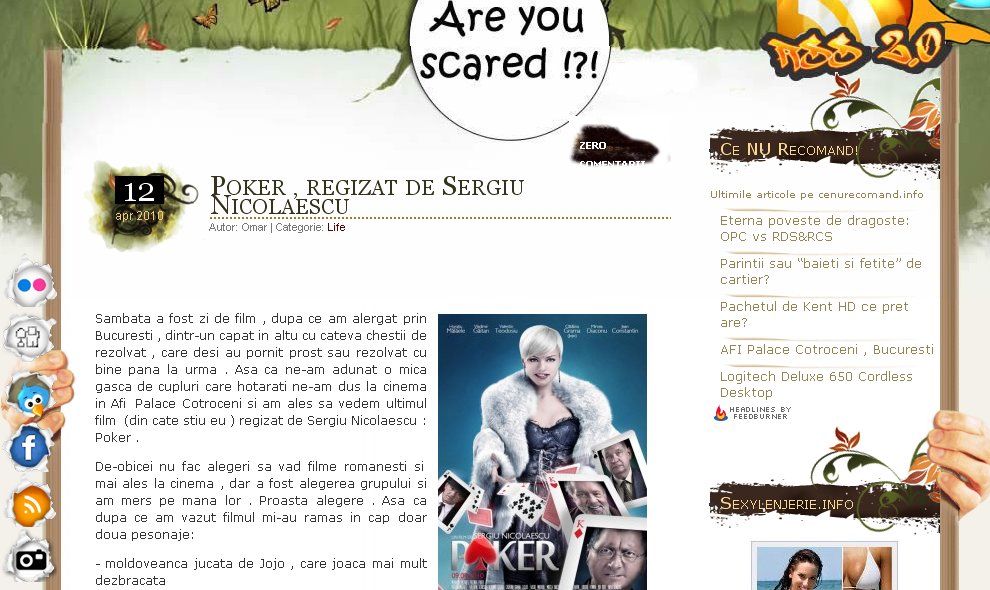 Are you
scared !?!
RSS 2.0
ZERO
COMENTARII
12
apr 2010
Poker , regizat de Sergiu
Nicolaescu
Autor: Omar | Categorie: Life
Sambata a fost zi de film , dupa ce am alergat prin
Bucuresti , dintr-un capat in altu cu cateva chestii de
rezolvat , care desi au pornit prost sau rezolvat cu
bine pana la urma . Asa ca ne-am adunat o mica
gasca de cupluri care hotarati ne-am dus la cinema
in Afi Palace Cotroceni si am ales sa vedem ultimul
film (din cate stiu eu ) regizat de Sergiu Nicolaescu :
Poker .
De-obicei nu fac alegeri sa vad filme romanesti si
mai ales la cinema , dar a fost alegerea grupului si
am mers pe mana lor . Proasta alegere . Asa ca
dupa ce am vazut filmul mi-au ramas in cap doar
doua pesonaje:
- moldoveanca jucata de Jojo , care joaca mai mult
dezbracata
Vladimir Găitan
Valentin Teodosiu
Jean Constantin
SERGIU NICOLAESCU
POKER
Ce NU Recomand!
Ultimile articole pe cenurecomand.info
Eterna poveste de dragoste:
OPC vs RDS&RCS
Parintii sau “baieti si fetite” de
cartier?
Pachetul de Kent HD ce pret
are?
AFI Palace Cotroceni , Bucuresti
Logitech Deluxe 650 Cordless
Desktop
HEADLINES BY
FEEDBURNER
Sexylenjerie.info